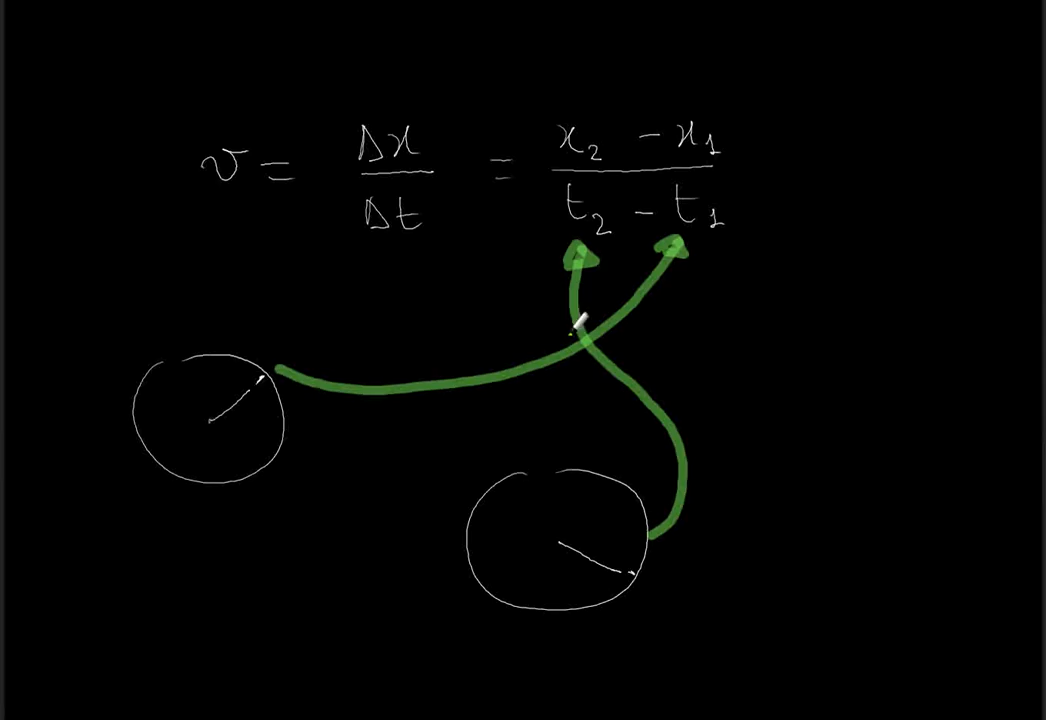 v = Δx / Δt = x₂ - x₁ / t₂ - t₁